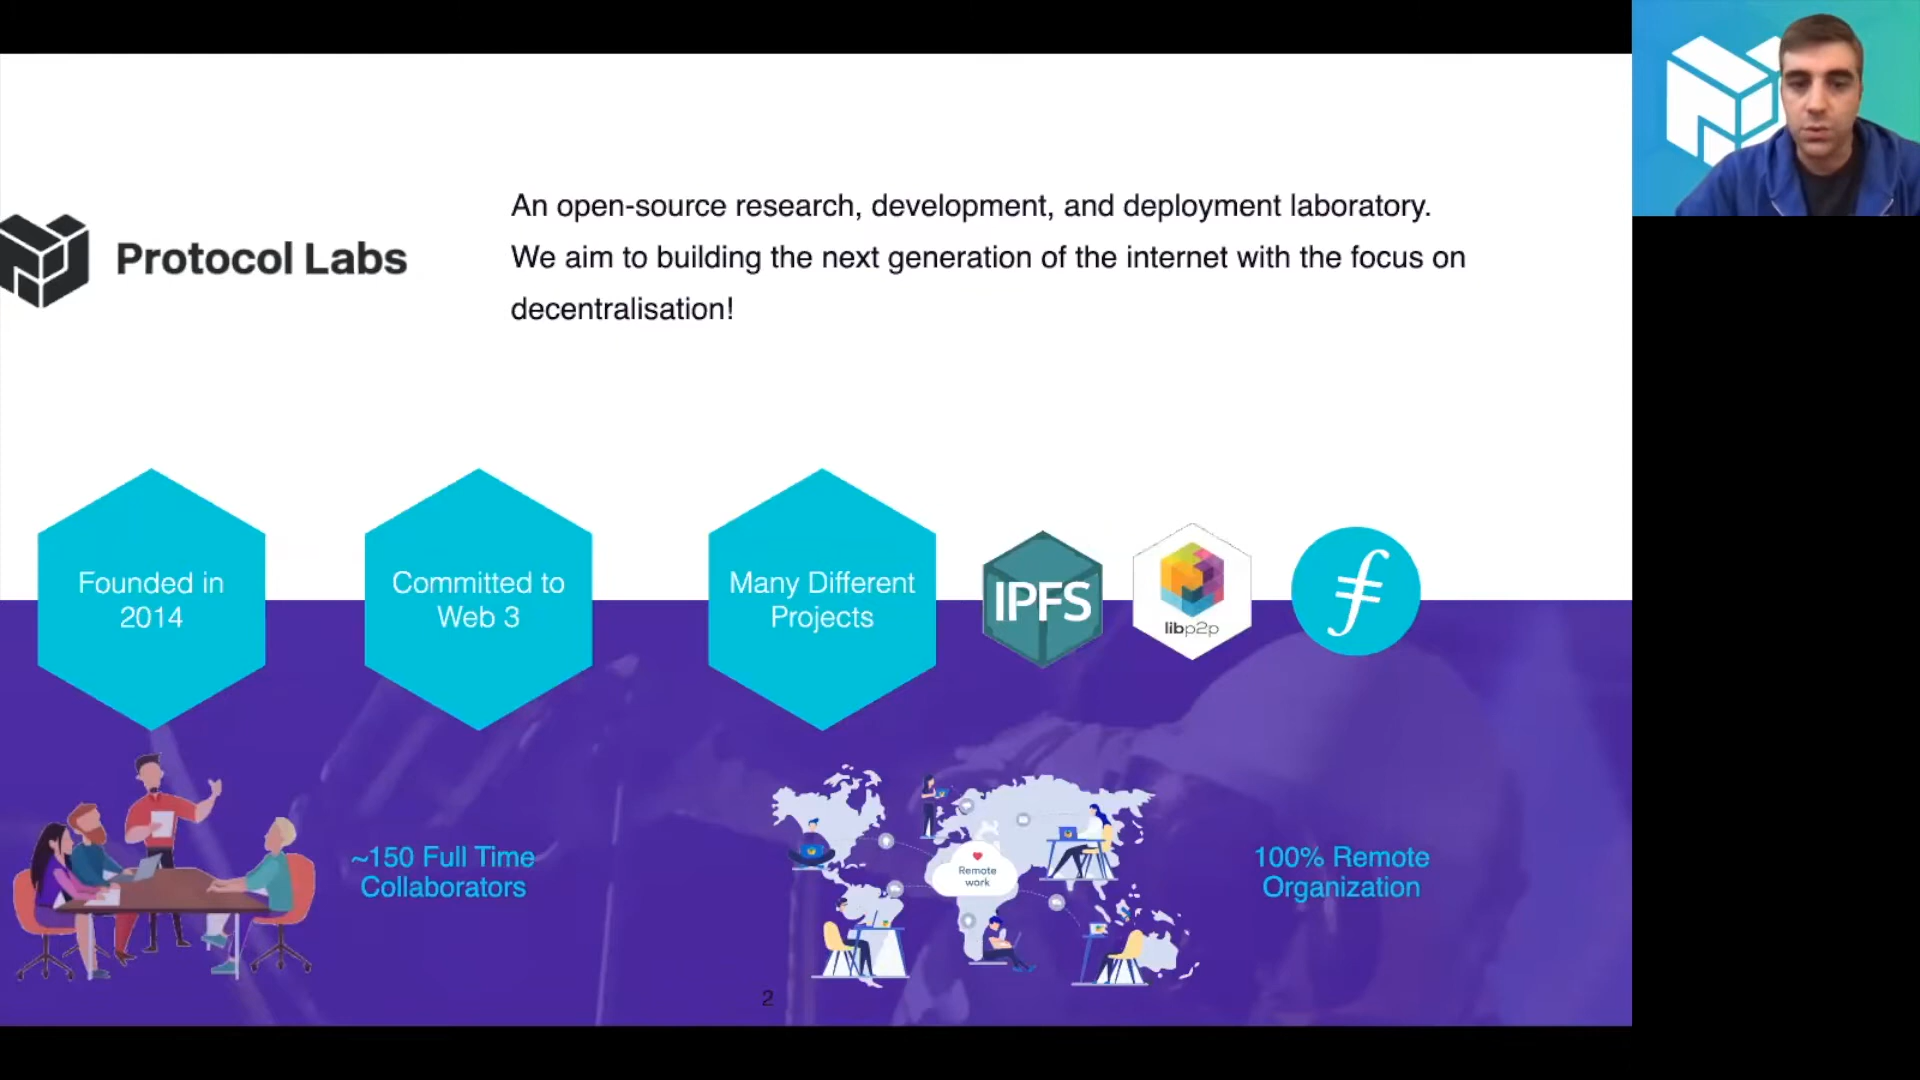 Protocol Labs
An open-source research, development, and deployment laboratory.
We aim to building the next generation of the internet with the focus on
decentralisation!
Founded in
2014
Committed to
Web 3
Many Different
Projects
IPFS
libp2p
~150 Full Time
Collaborators
Remote
work
100% Remote
Organization
2